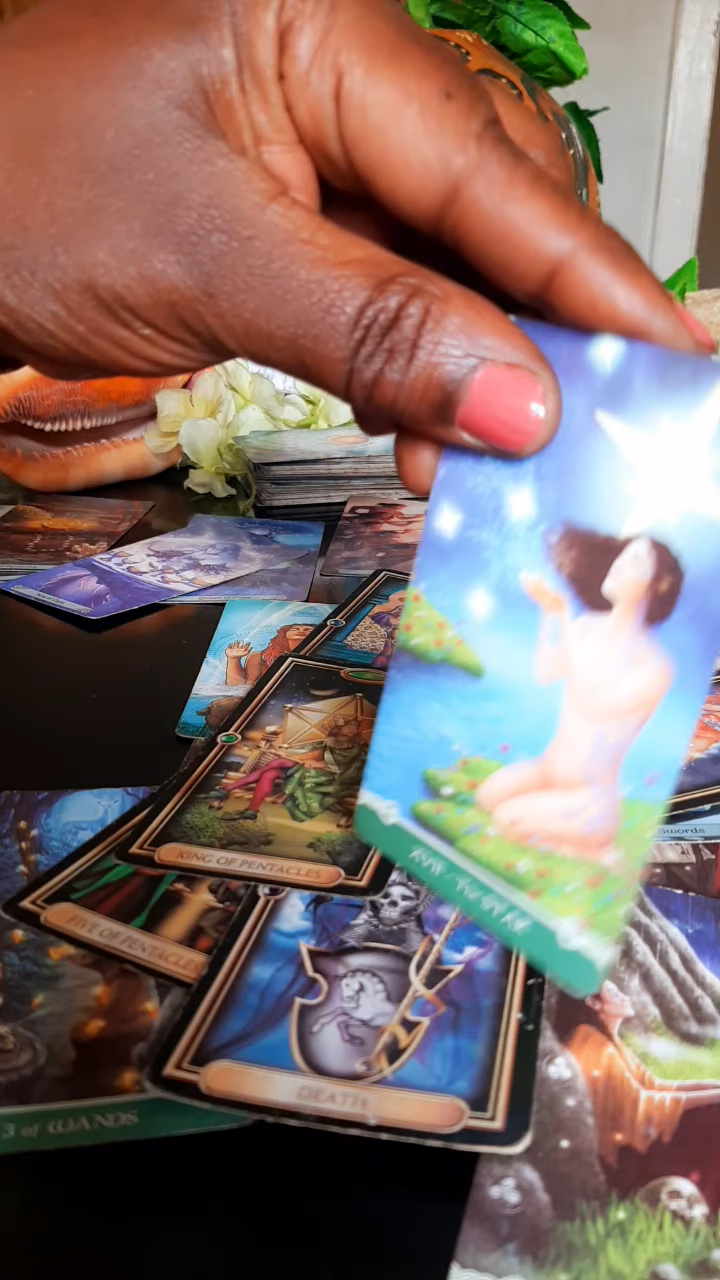 KING OF PENTACLES
Swords
FIVE OF PENTACLES
DEATH
3 of WANDS